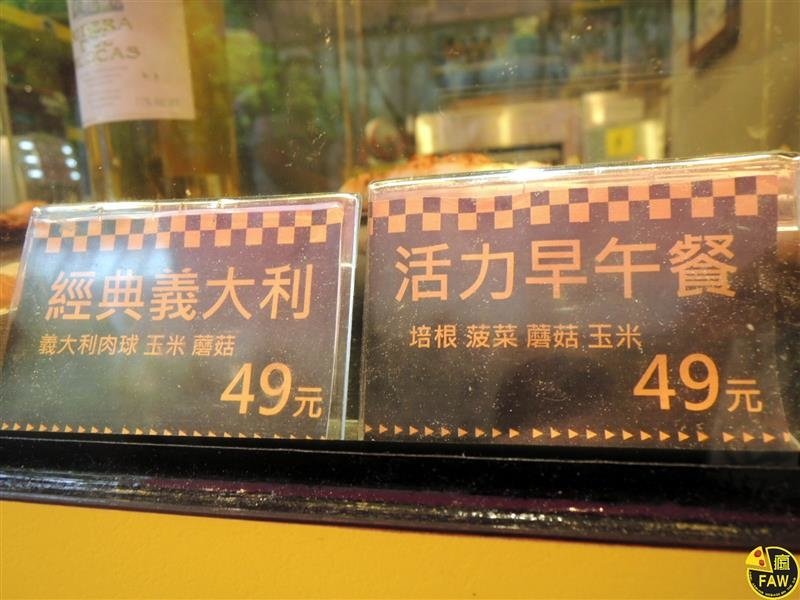 經典義大利
義大利肉球 玉米 蘑菇
49元
活力早午餐
培根 菠菜 蘑菇 玉米
49元
瘋
FAW